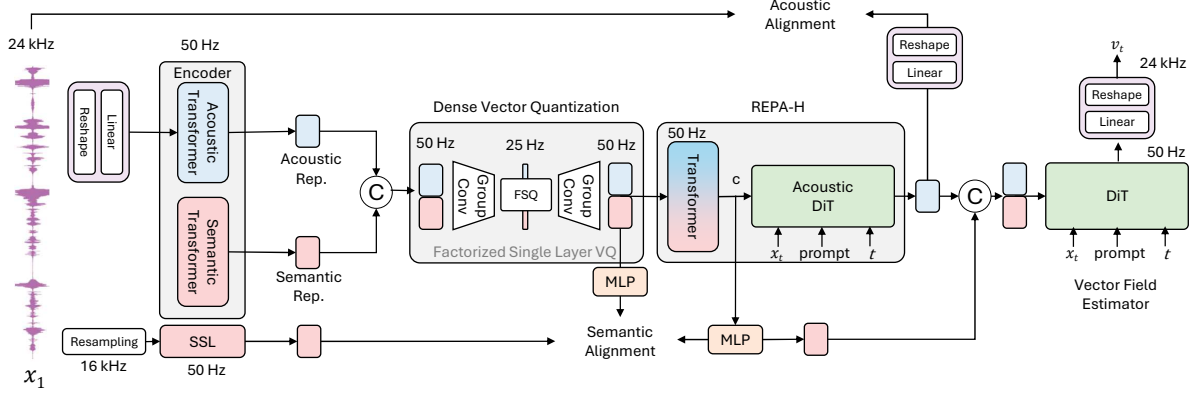 Acoustic
Alignment
24 kHz
50 Hz
Encoder
Reshape
Linear
Acoustic
Transformer
Semantic
Transformer
Acoustic
Rep.
Semantic
Rep.
C
Dense Vector Quantization
50 Hz
25 Hz
50 Hz
Group
Conv
FSQ
Group
Conv
Factorized Single Layer VQ
MLP
Semantic
Alignment
REPA-H
50 Hz
Transformer
c
Acoustic
DiT
x_t prompt t
MLP
Reshape
Linear
C
v_t
24 kHz
Reshape
Linear
50 Hz
DiT
x_t prompt t
Vector Field
Estimator
Resampling
16 kHz
SSL
50 Hz
x_1